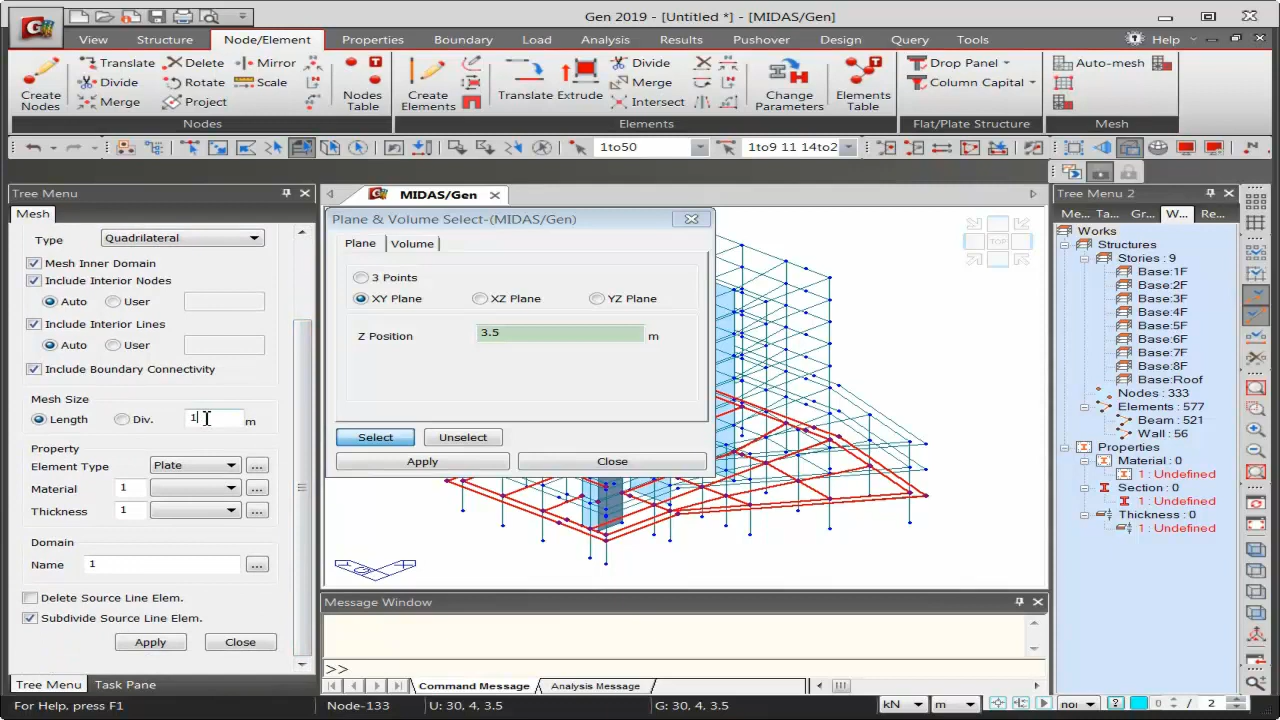 Gen 2019 - [Untitled *] - [MIDAS/Gen]
View Structure Node/Element Properties Boundary Load Analysis Results Pushover Design Query Tools Help
Translate Delete Mirror
Divide Rotate Scale
Merge Project
Create Nodes
Nodes Table
Nodes
Create Elements
Translate Extrude
Divide
Merge
Intersect
Change Parameters
Elements Table
Elements
Drop Panel
Column Capital
Flat/Plate Structure
Auto-mesh
Mesh
1to50
1to9 11 14to2
Tree Menu
Mesh
Type Quadrilateral
Mesh Inner Domain
Include Interior Nodes
Auto User
Include Interior Lines
Auto User
Include Boundary Connectivity
Mesh Size
Length Div. 1 m
Property
Element Type Plate ...
Material 1 ...
Thickness 1 ...
Domain
Name 1 ...
Delete Source Line Elem.
Subdivide Source Line Elem.
Apply Close
Tree Menu Task Pane
MIDAS/Gen
Plane & Volume Select-(MIDAS/Gen)
Plane Volume
3 Points
XY Plane XZ Plane YZ Plane
Z Position 3.5 m
Select Unselect
Apply Close
TOP
Message Window
>>
Command Message Analysis Message
Tree Menu 2
Me... Ta... Gr... W... Re...
Works
Structures
Stories : 9
Base:1F
Base:2F
Base:3F
Base:4F
Base:5F
Base:6F
Base:7F
Base:8F
Base:Roof
Nodes : 333
Elements : 577
Beam : 521
Wall : 56
Properties
Material : 0
1 : Undefined
Section : 0
1 : Undefined
Thickness : 0
1 : Undefined
For Help, press F1 Node-133 U: 30, 4, 3.5 G: 30, 4, 3.5 kN m noı 0 / 2